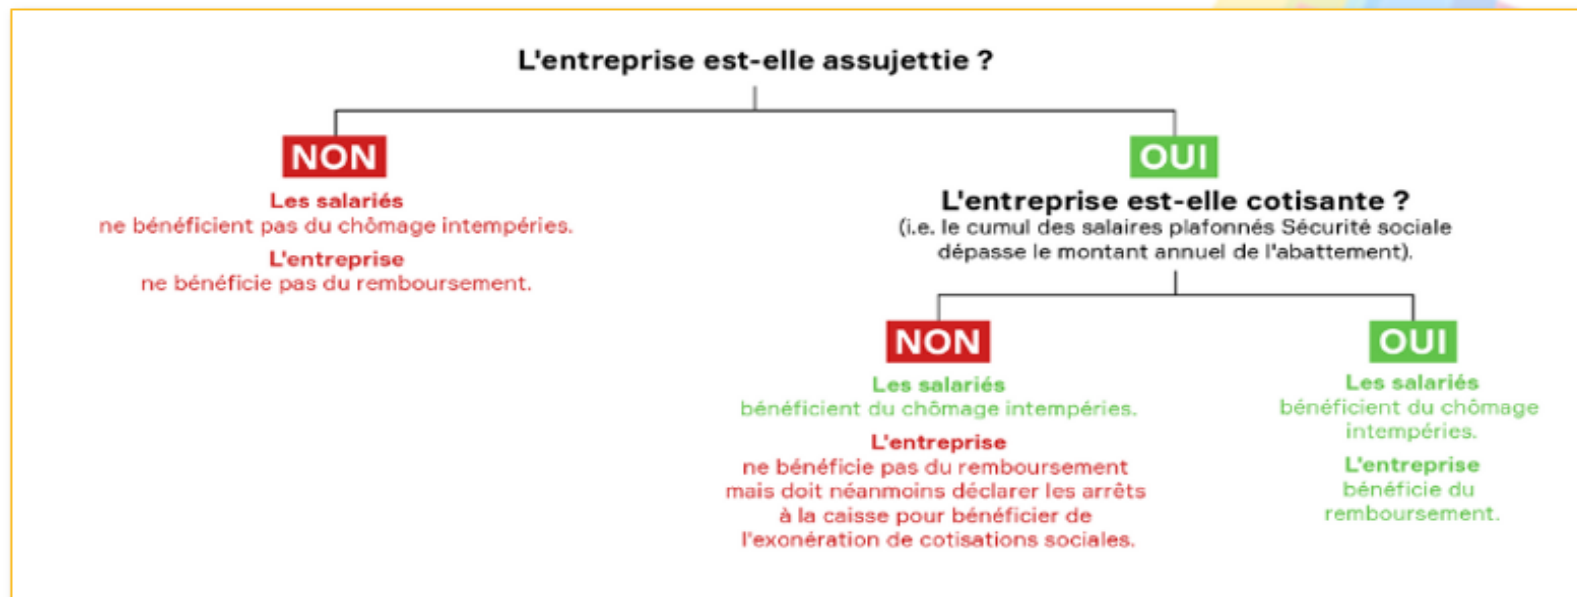 L'entreprise est-elle assujettie ?
NON
Les salariés
ne bénéficient pas du chômage intempéries.
L'entreprise
ne bénéficie pas du remboursement.
OUI
L'entreprise est-elle cotisante ?
(i.e. le cumul des salaires plafonnés Sécurité sociale
dépasse le montant annuel de l'abattement).
NON
Les salariés
bénéficient du chômage intempéries.
L'entreprise
ne bénéficie pas du remboursement
mais doit néanmoins déclarer les arrêts
à la caisse pour bénéficier de
l'exonération de cotisations sociales.
OUI
Les salariés
bénéficient du chômage
intempéries.
L'entreprise
bénéficie du
remboursement.